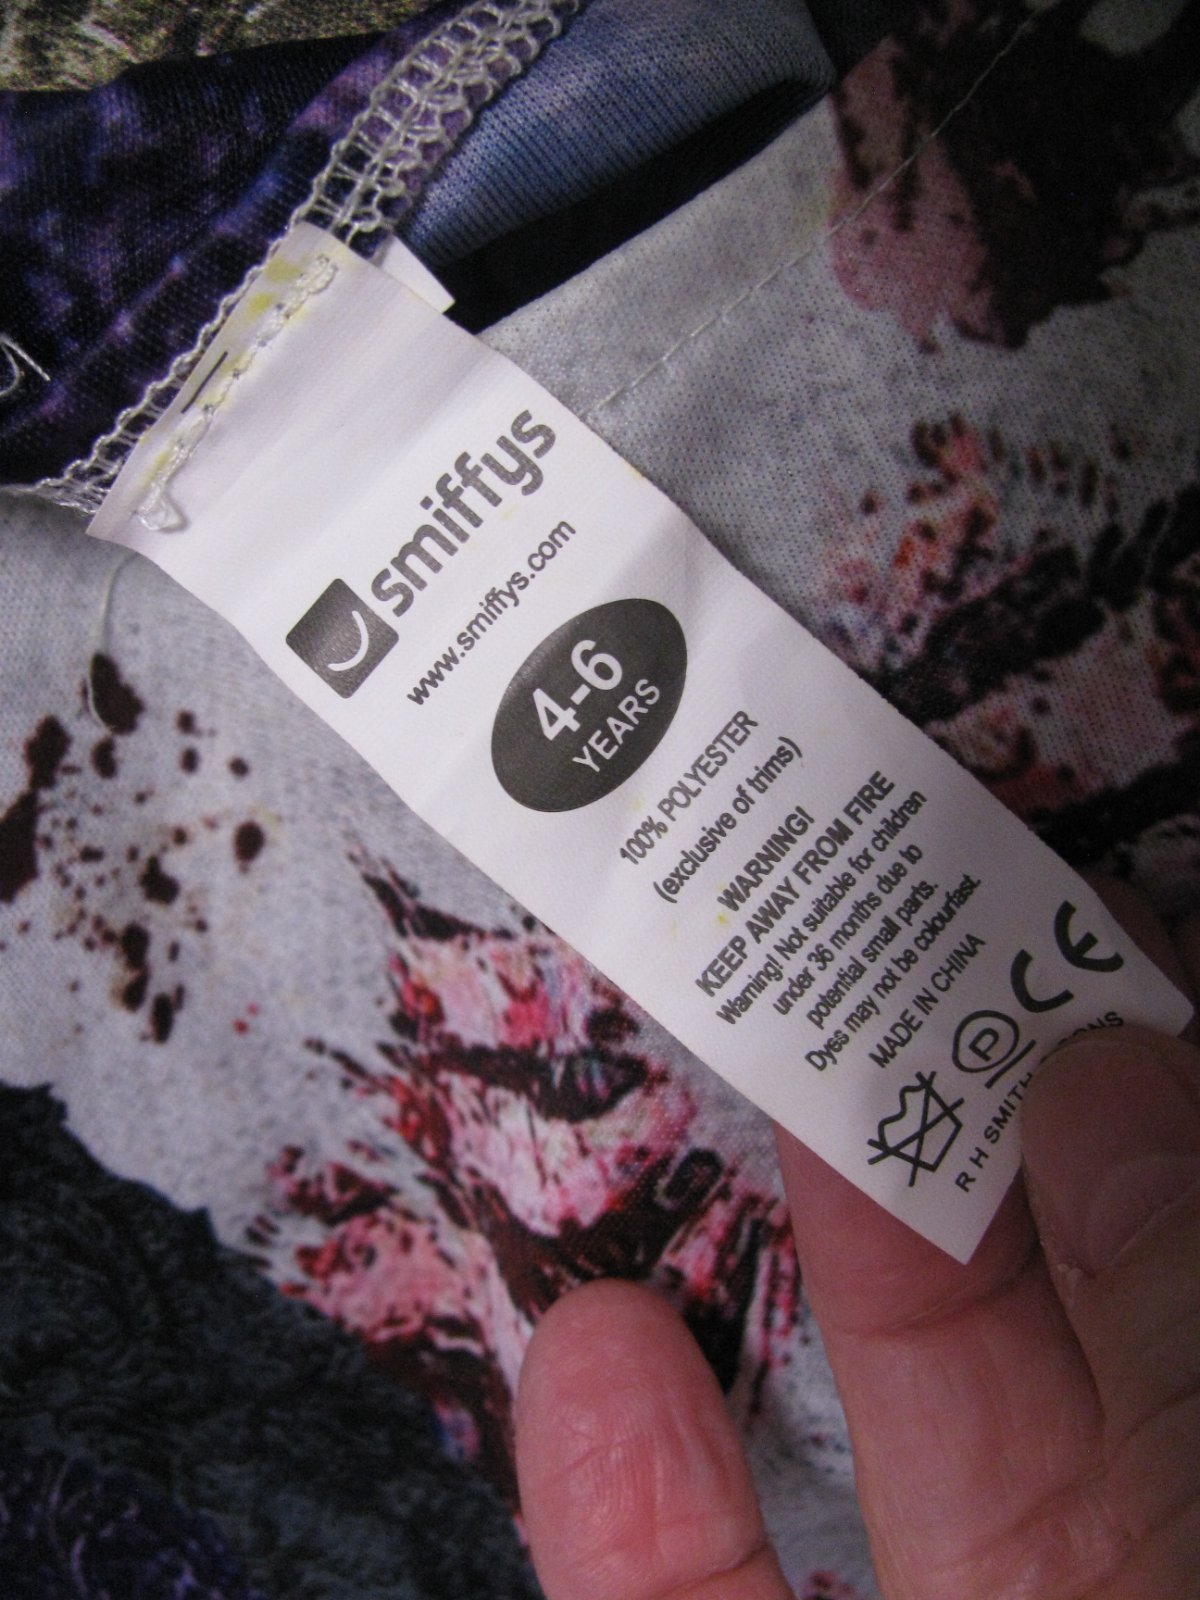 smiffys
www.smiffys.com
4-6
YEARS
100% POLYESTER
(exclusive of trims)
WARNING!
KEEP AWAY FROM FIRE
Warning! Not suitable for children
under 36 months due to
potential small parts.
Dyes may not be colourfast
MADE IN CHINA
P CE
R H SMITH